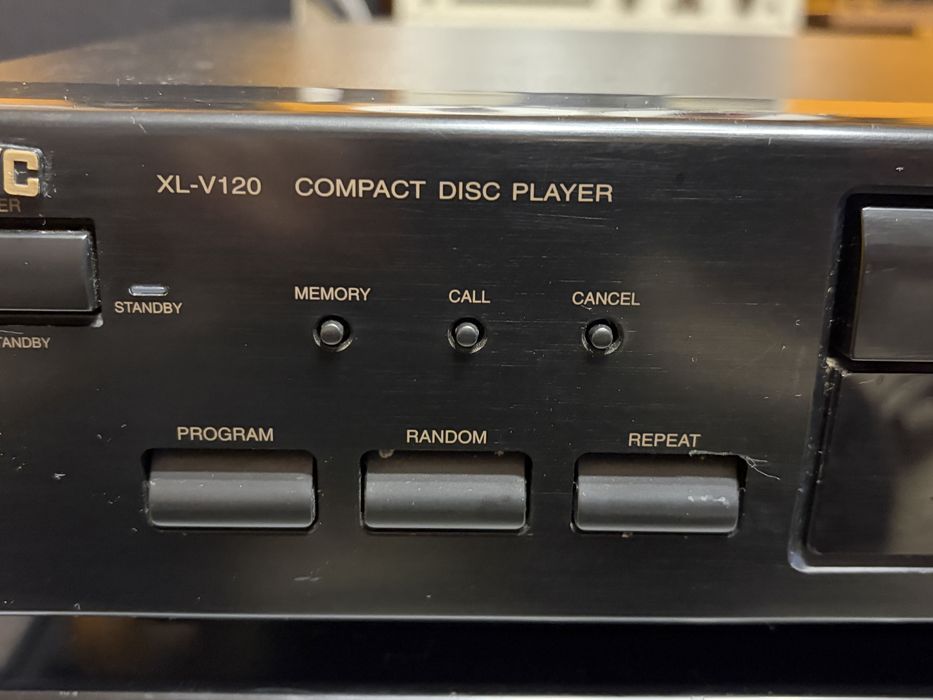 C
XL-V120 COMPACT DISC PLAYER
STANDBY
MEMORY CALL CANCEL
PROGRAM RANDOM REPEAT